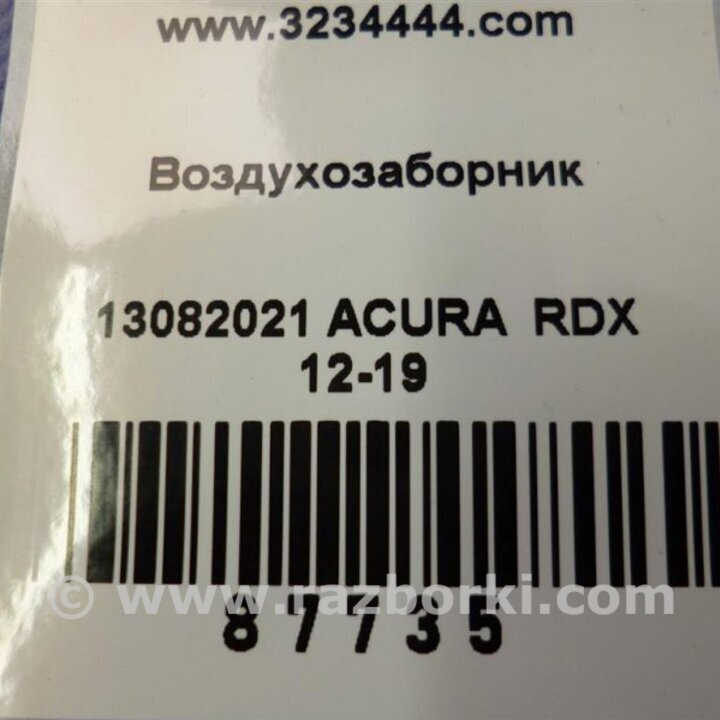 www.3234444.com
Воздухозаборник
13082021 ACURA RDX
12-19
© www.razborki.com
87735